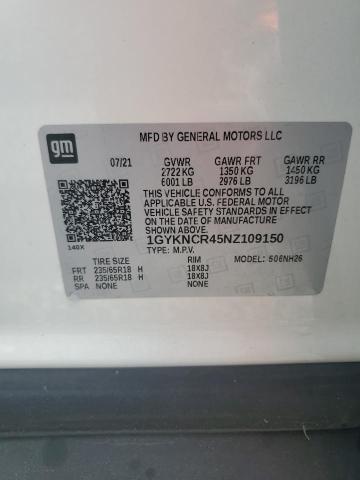 gm
MFD BY GENERAL MOTORS LLC
07/21 GVWR GAWR FRT GAWR RR
2722 KG 1350 KG 1450 KG
6001 LB 2976 LB 3196 LB
THIS VEHICLE CONFORMS TO ALL APPLICABLE
U.S. FEDERAL MOTOR VEHICLE SAFETY STANDARDS
IN EFFECT ON THE DATE OF MANUFACTURE SHOWN ABOVE.
1GYKNCR45NZ109150
140X TYPE: M.P.V.
TIRE SIZE RIM MODEL: 506NH26
FRT 235/65R18 H 18X8J
RR 235/65R18 H 18X8J
SPA NONE NONE